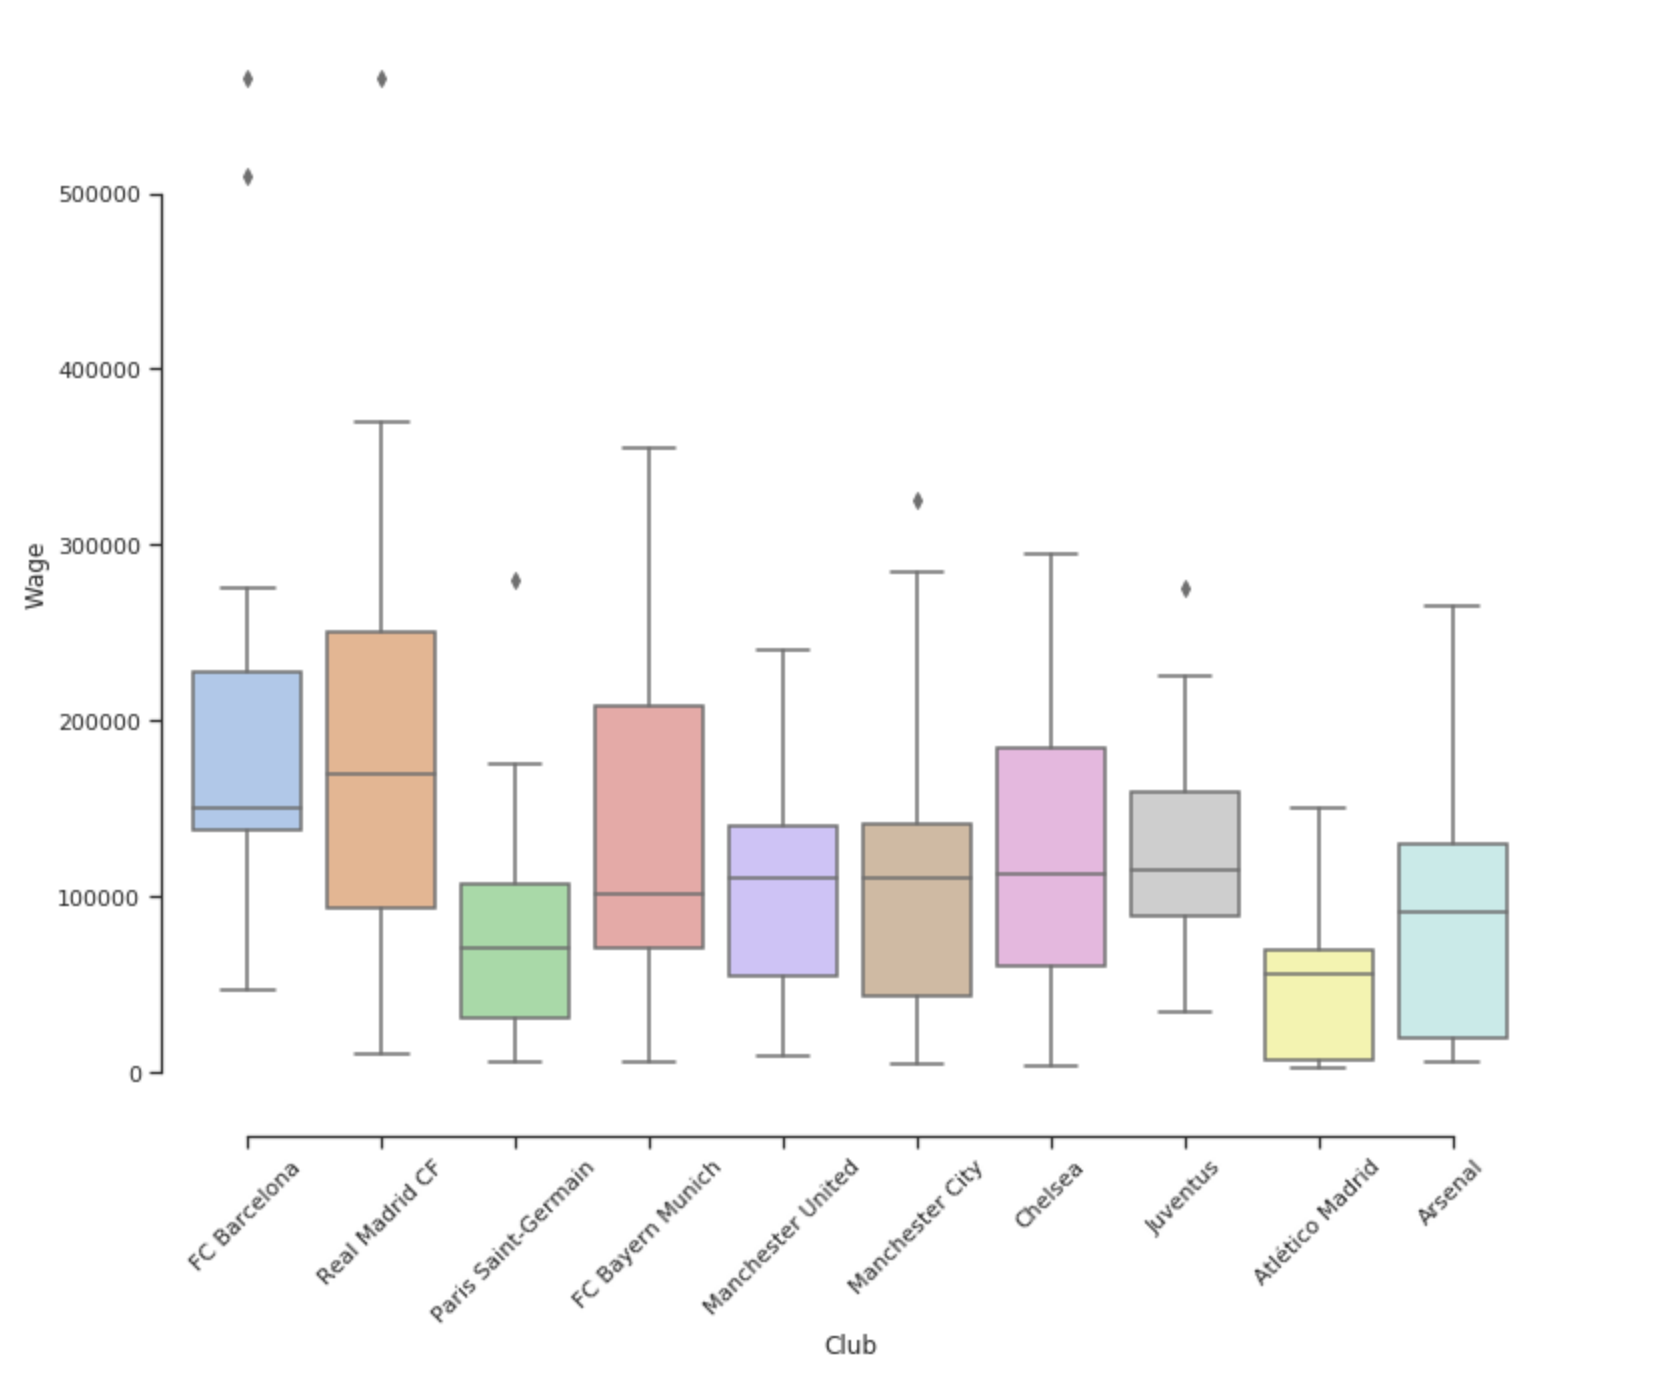 500000
400000
300000
200000
100000
0
Wage
FC Barcelona
Real Madrid CF
Paris Saint-Germain
FC Bayern Munich
Manchester United
Manchester City
Chelsea
Juventus
Atlético Madrid
Arsenal
Club